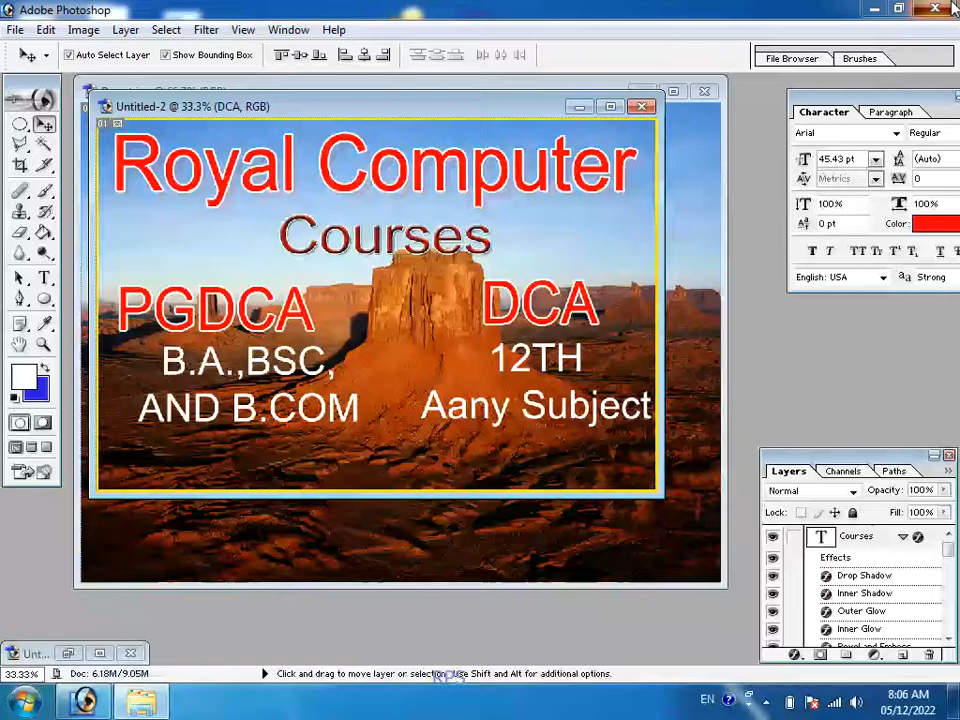 Adobe Photoshop
File Edit Image Layer Select Filter View Window Help
Auto Select Layer Show Bounding Box
File Browser Brushes
Untitled-2 @ 33.3% (DCA, RGB)
Royal Computer
Courses
PGDCA DCA
B.A.,BSC, 12TH
AND B.COM Aany Subject
Character Paragraph
Arial Regular
45.43 pt (Auto)
Metrics 0
100% 100%
0 pt Color:
English: USA Strong
Layers Channels Paths
Normal Opacity: 100%
Lock: Fill: 100%
Courses
Effects
Drop Shadow
Inner Shadow
Outer Glow
Inner Glow
Unt...
33.33% Doc: 6.18M/9.05M Click and drag to move layer or selection. Use Shift and Alt for additional options.
RPS
EN 8:06 AM
05/12/2022